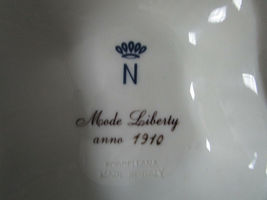 N
Mode Liberty
anno 1910
PORCELLANA
MADE IN ITALY